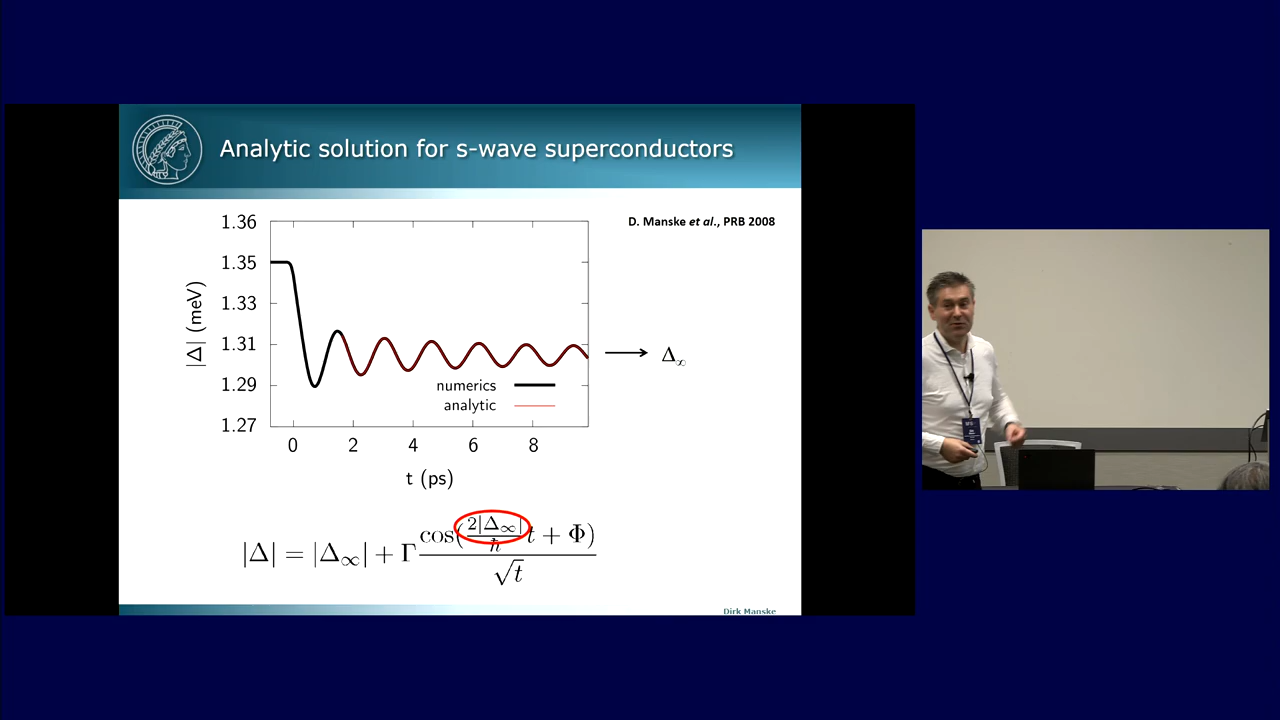 Analytic solution for s-wave superconductors
D. Manske et al., PRB 2008
1.36
1.35
1.33
1.31
1.29
1.27
|Δ| (meV)
numerics
analytic
0 2 4 6 8
t (ps)
→ Δ∞
|Δ| = |Δ∞| + Γ cos(2|Δ∞|/ħ t + Φ)/√t
Dirk Manske